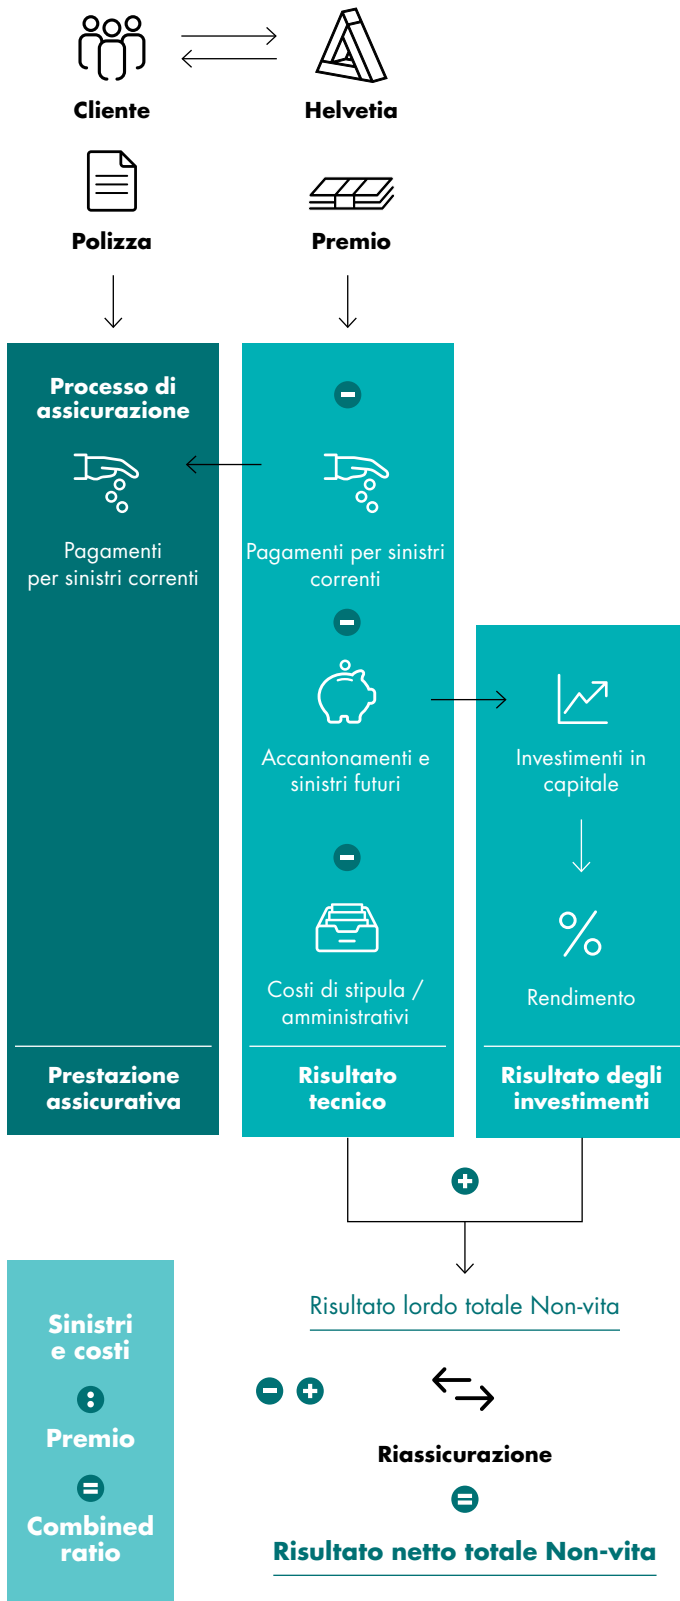 Cliente
Helvetia
Polizza
Premio
Processo di
assicurazione
Pagamenti
per sinistri correnti
Prestazione
assicurativa
Pagamenti per sinistri
correnti
Accantonamenti e
sinistri futuri
Costi di stipula /
amministrativi
Risultato
tecnico
Investimenti in
capitale
Rendimento
Risultato degli
investimenti
Sinistri
e costi
:
Premio
=
Combined
ratio
Risultato lordo totale Non-vita
Riassicurazione
=
Risultato netto totale Non-vita